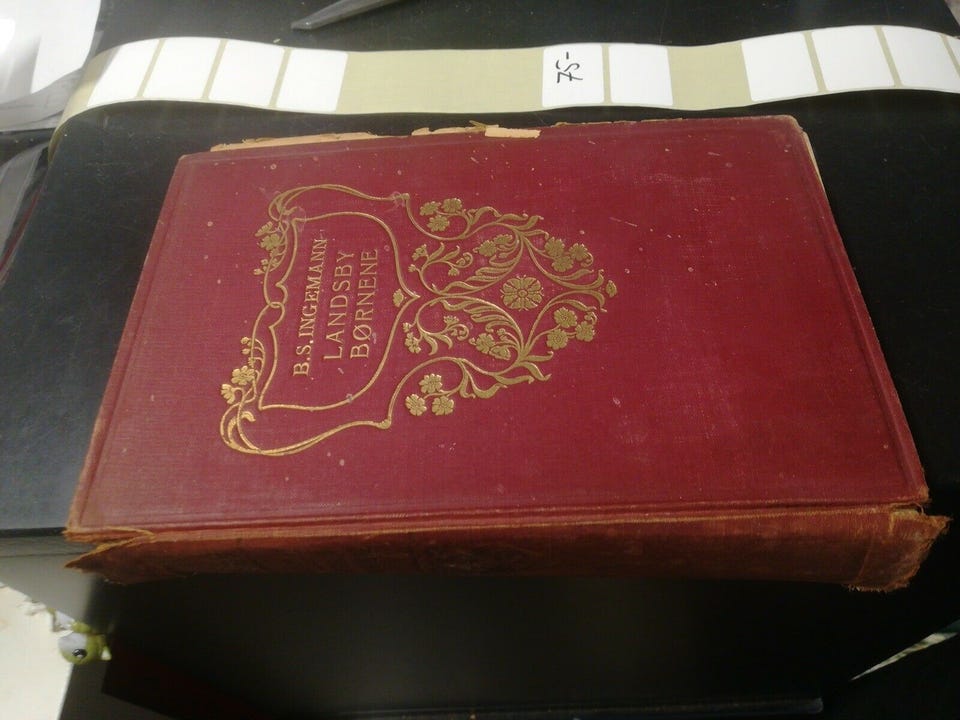 75-
B.S. INGEMANN
LANDSBY
BØRNENE